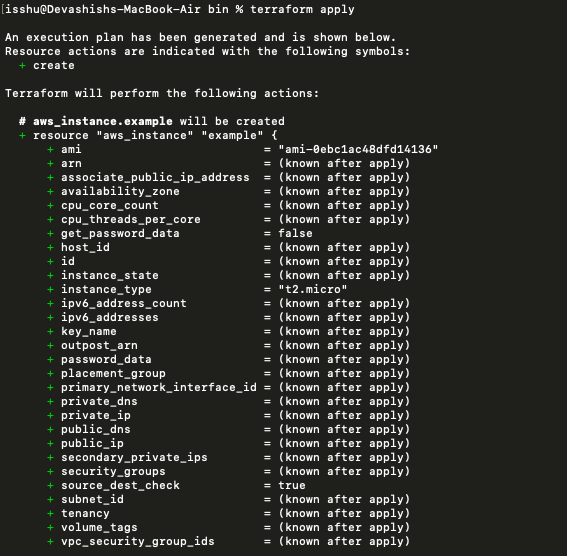 [isshu@Devashishs-MacBook-Air bin % terraform apply
An execution plan has been generated and is shown below.
Resource actions are indicated with the following symbols:
+ create
Terraform will perform the following actions:
# aws_instance.example will be created
+ resource "aws_instance" "example" {
+ ami = "ami-0ebc1ac48dfd14136"
+ arn = (known after apply)
+ associate_public_ip_address = (known after apply)
+ availability_zone = (known after apply)
+ cpu_core_count = (known after apply)
+ cpu_threads_per_core = (known after apply)
+ get_password_data = false
+ host_id = (known after apply)
+ id = (known after apply)
+ instance_state = (known after apply)
+ instance_type = "t2.micro"
+ ipv6_address_count = (known after apply)
+ ipv6_addresses = (known after apply)
+ key_name = (known after apply)
+ outpost_arn = (known after apply)
+ password_data = (known after apply)
+ placement_group = (known after apply)
+ primary_network_interface_id = (known after apply)
+ private_dns = (known after apply)
+ private_ip = (known after apply)
+ public_dns = (known after apply)
+ public_ip = (known after apply)
+ secondary_private_ips = (known after apply)
+ security_groups = (known after apply)
+ source_dest_check = true
+ subnet_id = (known after apply)
+ tenancy = (known after apply)
+ volume_tags = (known after apply)
+ vpc_security_group_ids = (known after apply)